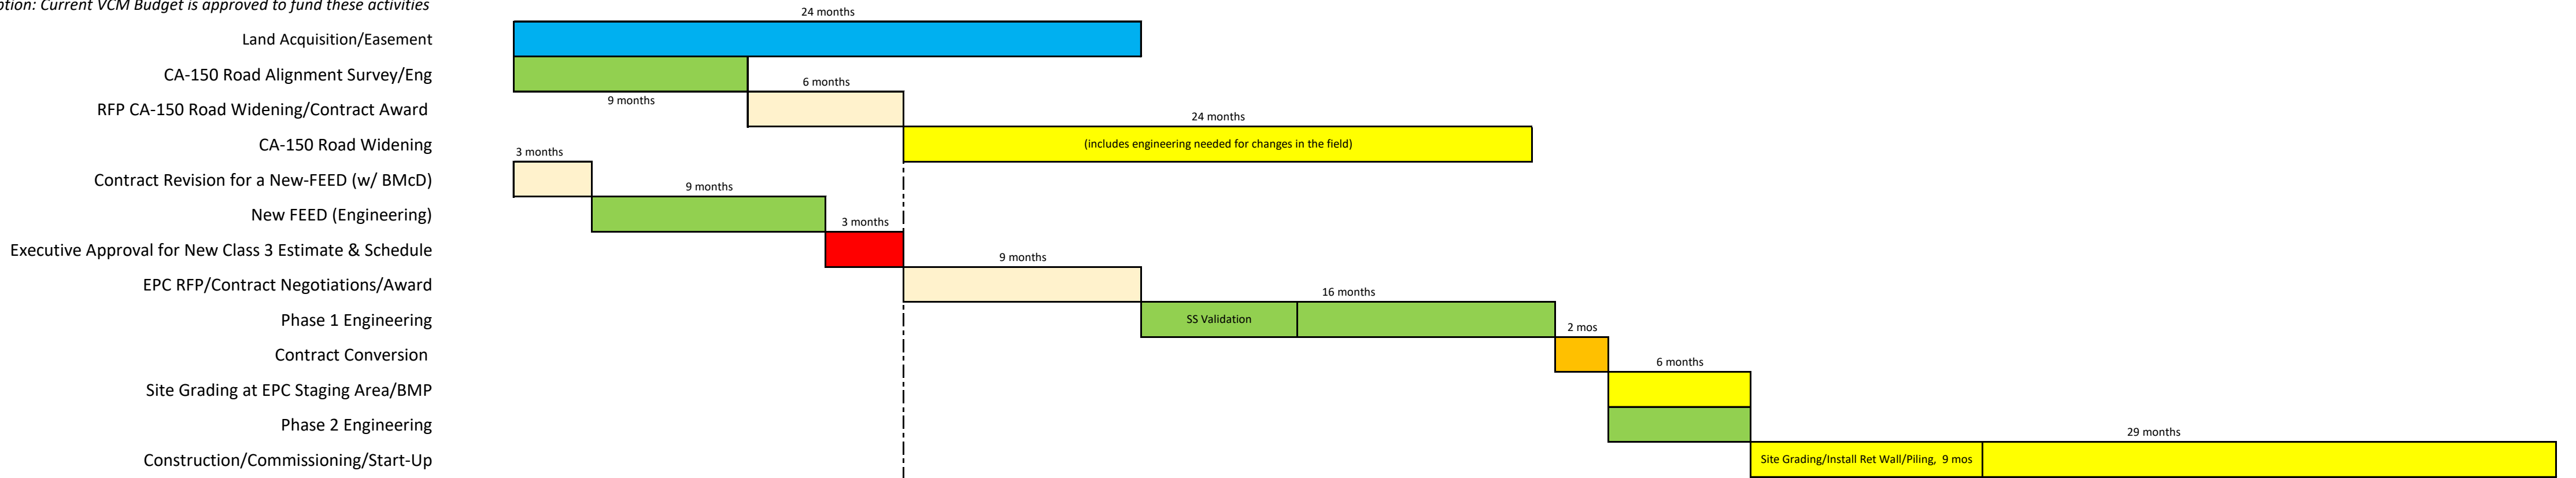 Current VCM Budget is approved to fund these activities
24 months
Land Acquisition/Easement
CA-150 Road Alignment Survey/Eng
6 months
9 months
RFP CA-150 Road Widening/Contract Award
24 months
CA-150 Road Widening
(includes engineering needed for changes in the field)
3 months
Contract Revision for a New-FEED (w/ BMcD)
9 months
New FEED (Engineering)
3 months
Executive Approval for New Class 3 Estimate & Schedule
9 months
EPC RFP/Contract Negotiations/Award
16 months
Phase 1 Engineering
SS Validation
2 mos
Contract Conversion
6 months
Site Grading at EPC Staging Area/BMP
Phase 2 Engineering
29 months
Construction/Commissioning/Start-Up
Site Grading/Install Ret Wall/Piling, 9 mos